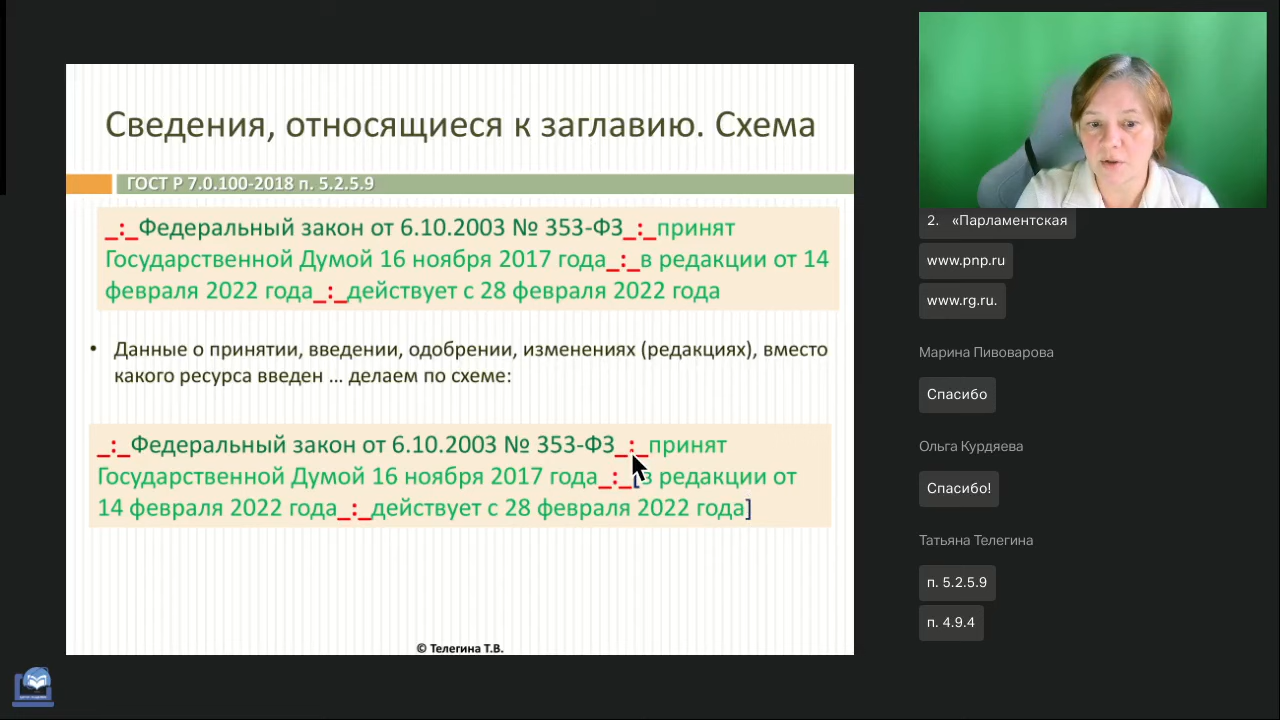 Сведения, относящиеся к заглавию. Схема
ГОСТ Р 7.0.100-2018 п. 5.2.5.9
_:_Федеральный закон от 6.10.2003 № 353-ФЗ_:_принят
Государственной Думой 16 ноября 2017 года_:_в редакции от 14
февраля 2022 года_:_действует с 28 февраля 2022 года
• Данные о принятии, введении, одобрении, изменениях (редакциях), вместо
какого ресурса введен ... делаем по схеме:
_:_Федеральный закон от 6.10.2003 № 353-ФЗ_:_принят
Государственной Думой 16 ноября 2017 года_:_[в редакции от
14 февраля 2022 года_:_действует с 28 февраля 2022 года]
© Телегина Т.В.
2. «Парламентская
www.pnp.ru
www.rg.ru.
Марина Пивоварова
Спасибо
Ольга Курдяева
Спасибо!
Татьяна Телегина
п. 5.2.5.9
п. 4.9.4